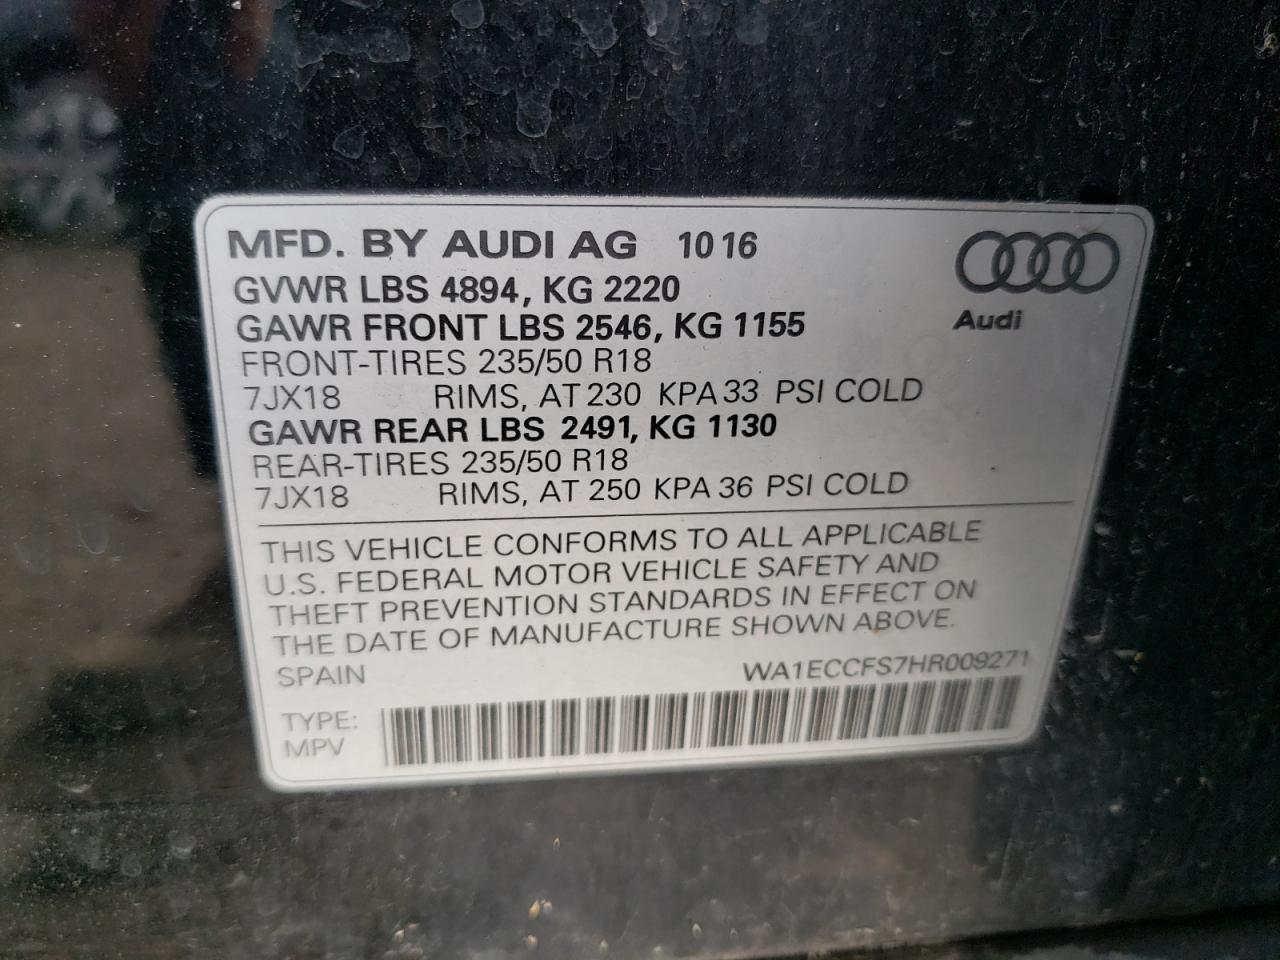 MFD. BY AUDI AG 10 16
GVWR LBS 4894, KG 2220
GAWR FRONT LBS 2546, KG 1155
Audi
FRONT-TIRES 235/50 R18
7JX18 RIMS, AT 230 KPA 33 PSI COLD
GAWR REAR LBS 2491, KG 1130
REAR-TIRES 235/50 R18
7JX18 RIMS, AT 250 KPA 36 PSI COLD
THIS VEHICLE CONFORMS TO ALL APPLICABLE
U.S. FEDERAL MOTOR VEHICLE SAFETY AND
THEFT PREVENTION STANDARDS IN EFFECT ON
THE DATE OF MANUFACTURE SHOWN ABOVE.
SPAIN WA1ECCFS7HR009271
TYPE:
MPV